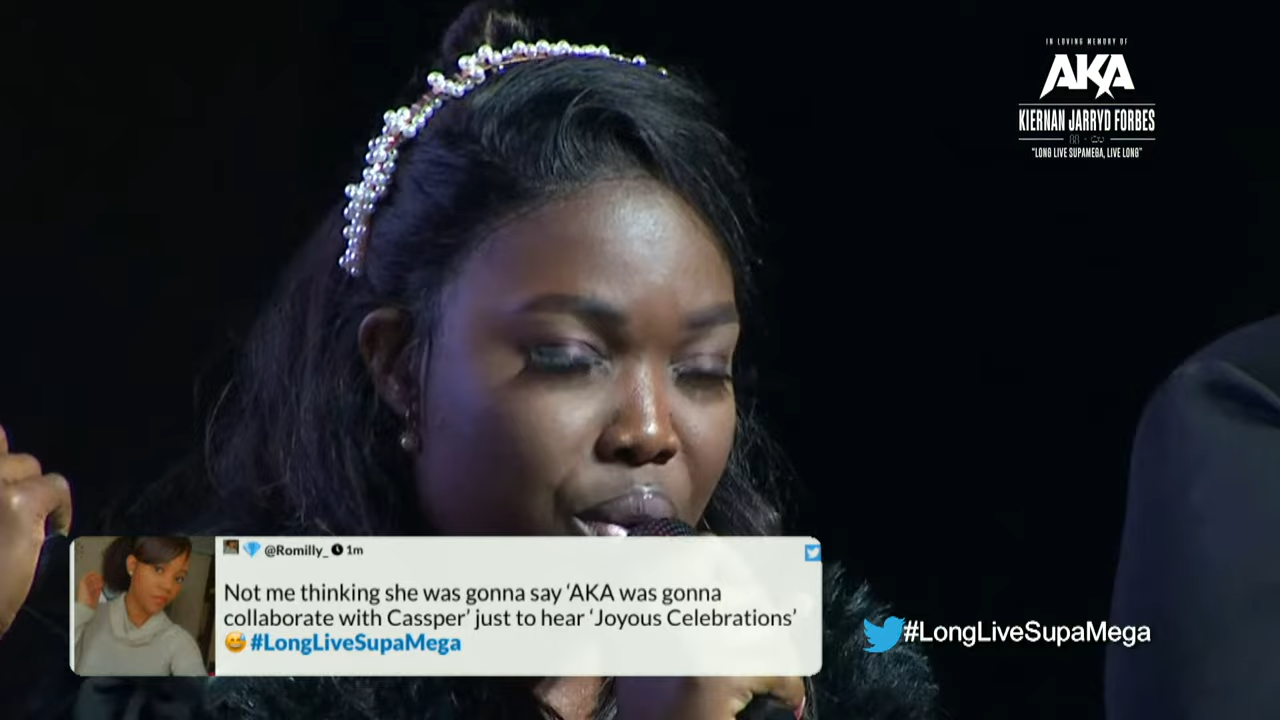 IN LOVING MEMORY OF
AKA
KIERNAN JARRYD FORBES
"LONG LIVE SUPAMEGA, LIVE LONG"
@Romilly_ 1m
Not me thinking she was gonna say ‘AKA was gonna
collaborate with Cassper’ just to hear ‘Joyous Celebrations’
😅 #LongLiveSupaMega
#LongLiveSupaMega